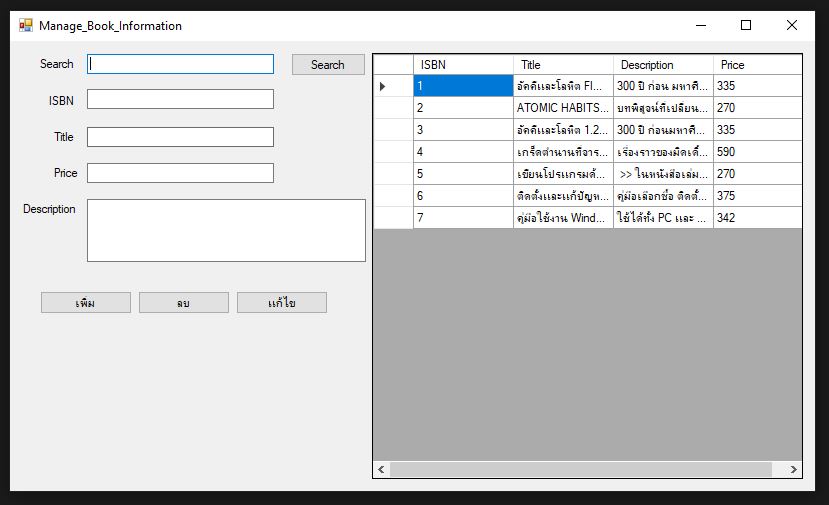 Manage_Book_Information
Search
Search
ISBN
Title
Price
Description
เพิ่ม ลบ แก้ไข
ISBN Title Description Price
1 อัคคีและโลหิต FI... 300 ปี ก่อน มหาศึ... 335
2 ATOMIC HABITS... บทพิสูจน์ที่เปลี่ยน... 270
3 อัคคีและโลหิต 1.2... 300 ปี ก่อนมหาศึ... 335
4 เกร็ดตำนานที่จาร... เรื่องราวของมืดเดิ้... 590
5 เขียนโปรแกรมด้... >> ในหนังสือเล่ม... 270
6 ติดตั้งและแก้ปัญห... คู่มือเลือกซื้อ ติดตั้... 375
7 คู่มือใช้งาน Wind... ใช้ได้ทั้ง PC และ ... 342